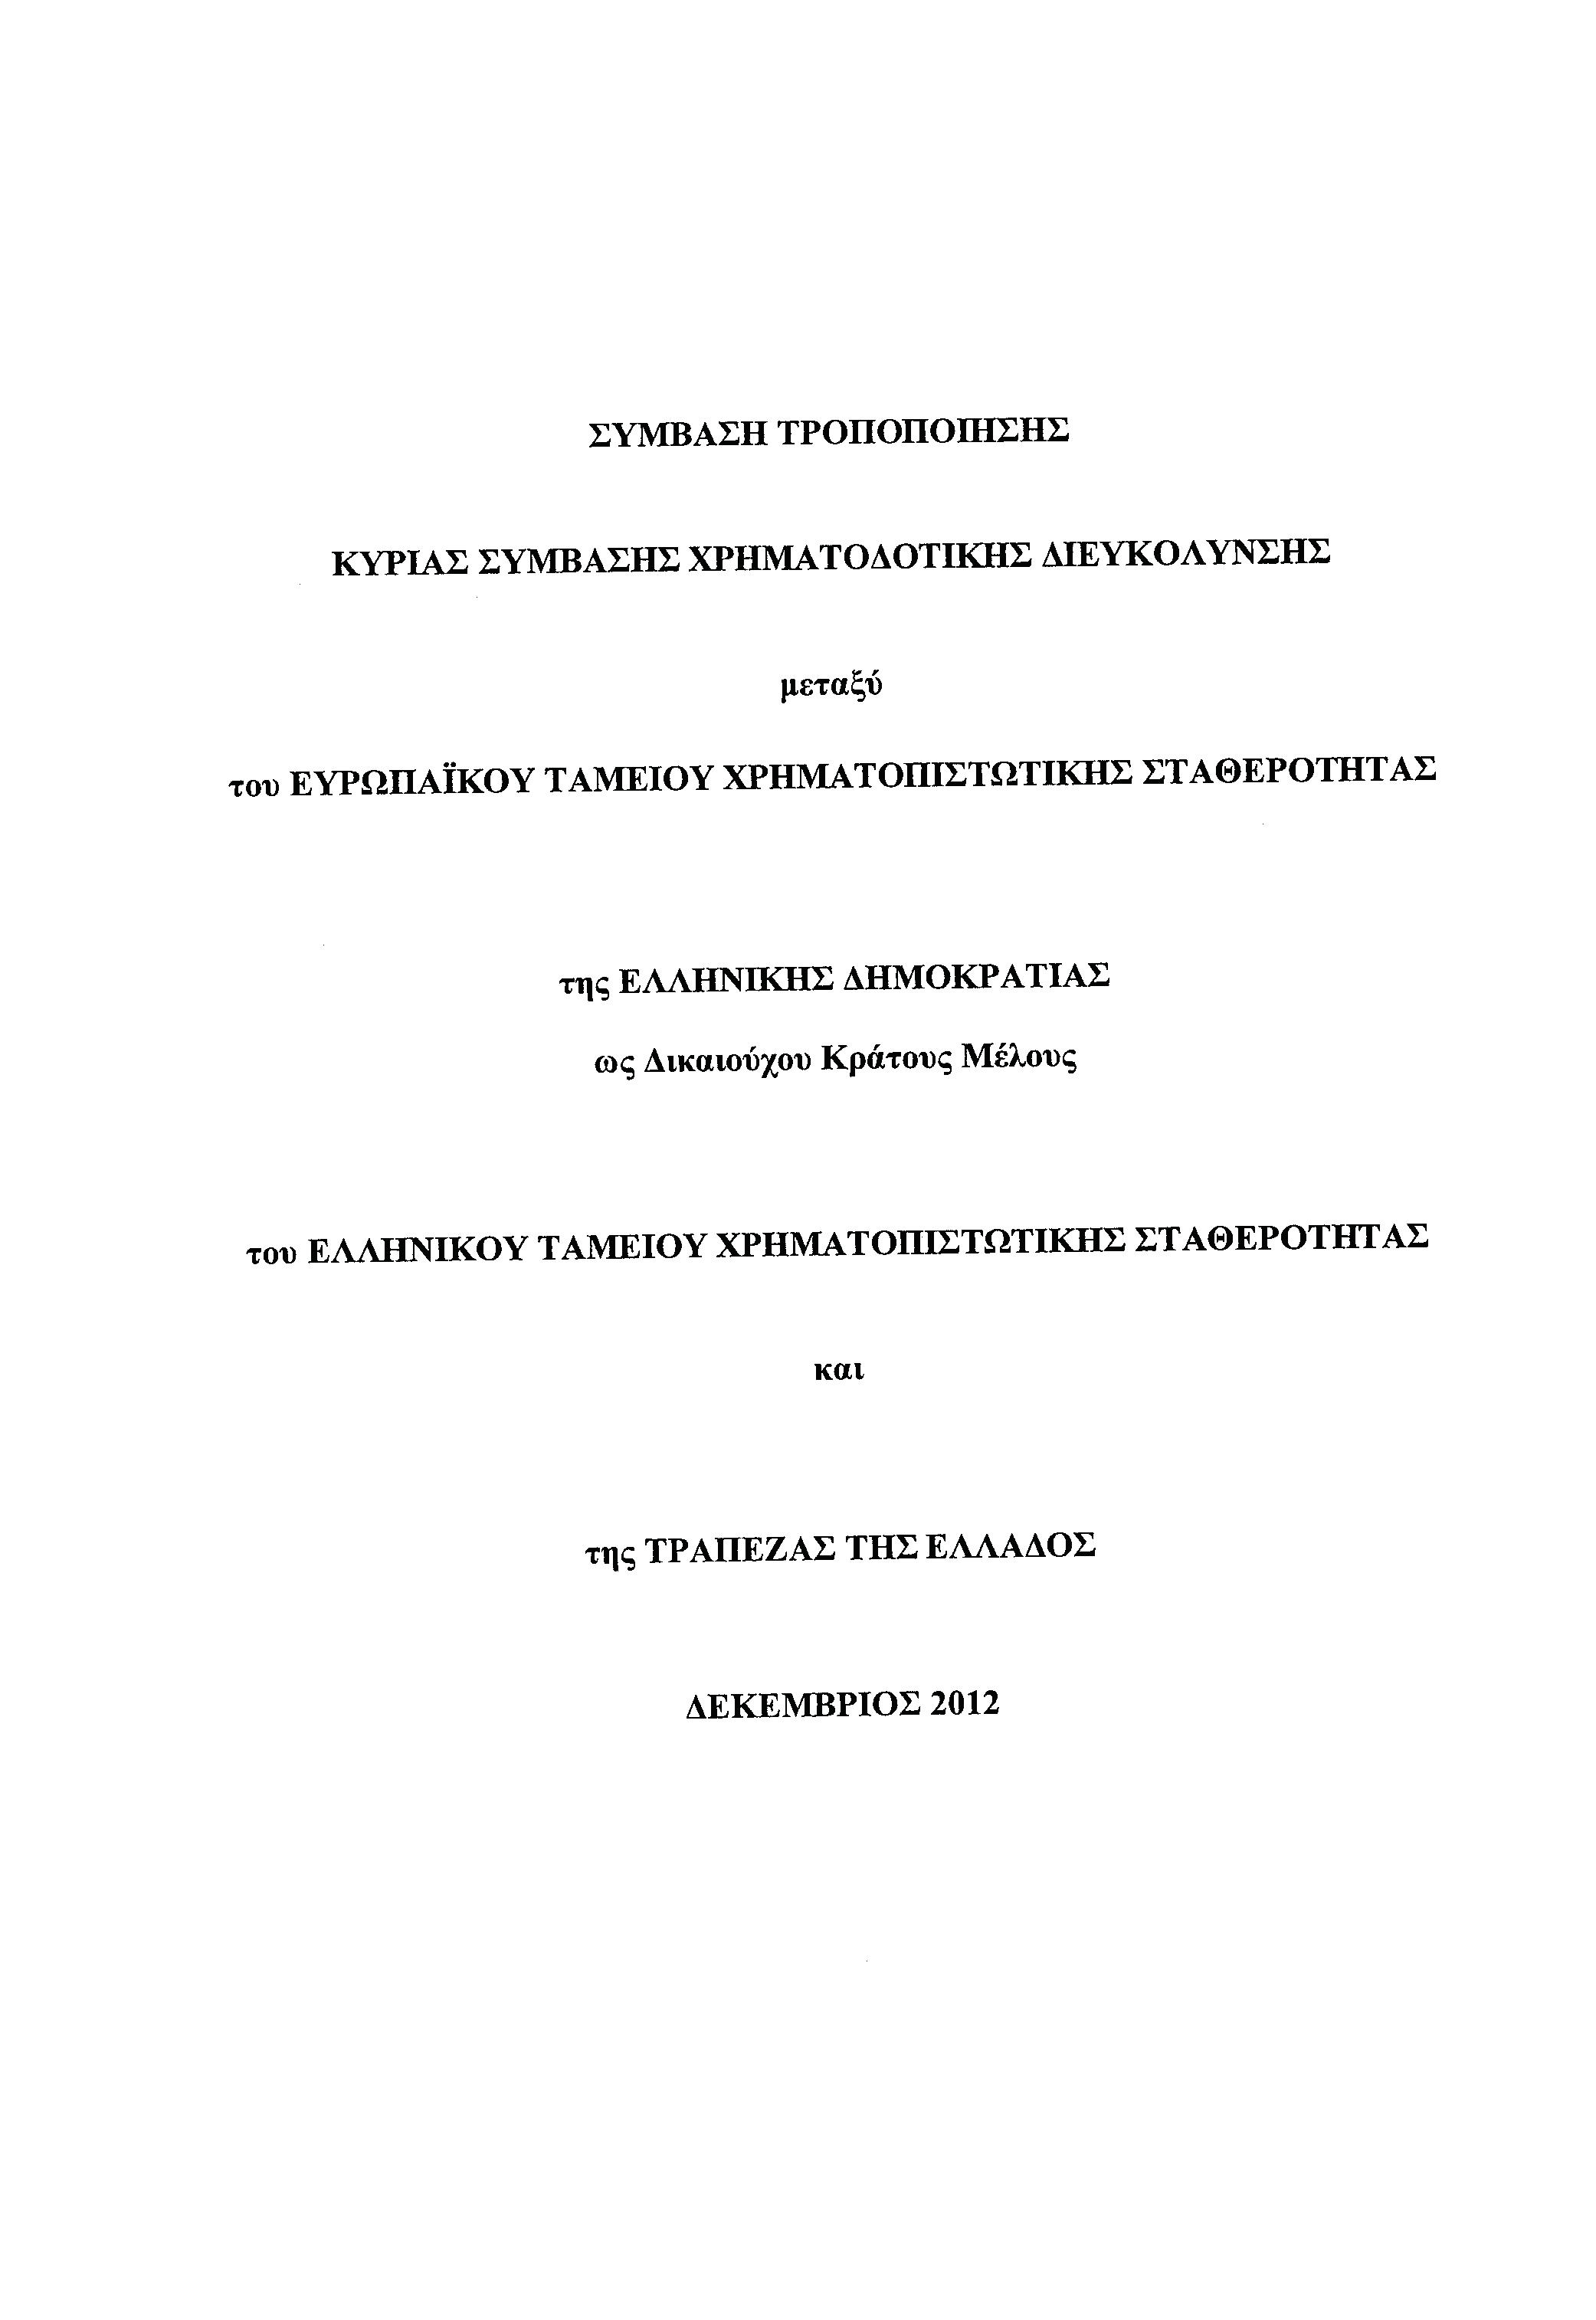 ΣΥΜΒΑΣΗ ΤΡΟΠΟΠΟΙΗΣΗΣ
ΚΥΡΙΑΣ ΣΥΜΒΑΣΗΣ ΧΡΗΜΑΤΟΔΟΤΙΚΗΣ ΔΙΕΥΚΟΛΥΝΣΗΣ
μεταξύ
του ΕΥΡΩΠΑΪΚΟΥ ΤΑΜΕΙΟΥ ΧΡΗΜΑΤΟΠΙΣΤΩΤΙΚΗΣ ΣΤΑΘΕΡΟΤΗΤΑΣ
της ΕΛΛΗΝΙΚΗΣ ΔΗΜΟΚΡΑΤΙΑΣ
ως Δικαιούχου Κράτους Μέλους
του ΕΛΛΗΝΙΚΟΥ ΤΑΜΕΙΟΥ ΧΡΗΜΑΤΟΠΙΣΤΩΤΙΚΗΣ ΣΤΑΘΕΡΟΤΗΤΑΣ
και
της ΤΡΑΠΕΖΑΣ ΤΗΣ ΕΛΛΑΔΟΣ
ΔΕΚΕΜΒΡΙΟΣ 2012